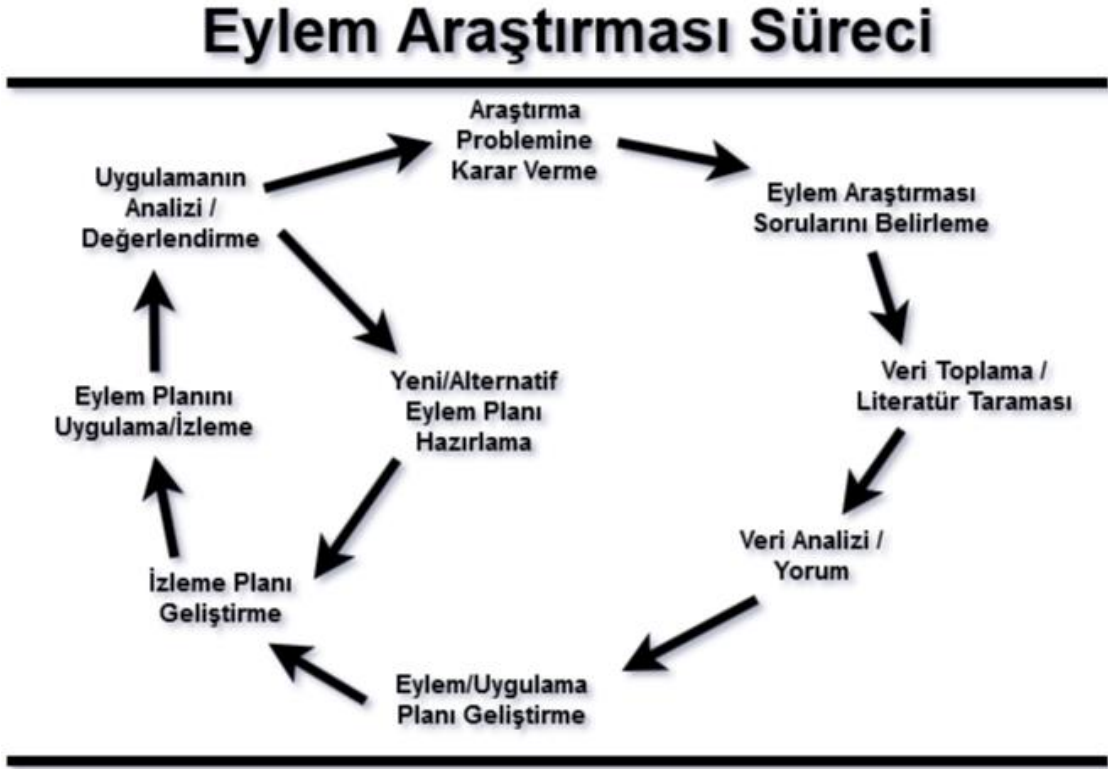 Eylem Araştırması Süreci
Araştırma
Problemine
Karar Verme
Eylem Araştırması
Sorularını Belirleme
Veri Toplama /
Literatür Taraması
Veri Analizi /
Yorum
Eylem/Uygulama
Planı Geliştirme
İzleme Planı
Geliştirme
Eylem Planını
Uygulama/İzleme
Uygulamanın
Analizi /
Değerlendirme
Yeni/Alternatif
Eylem Planı
Hazırlama